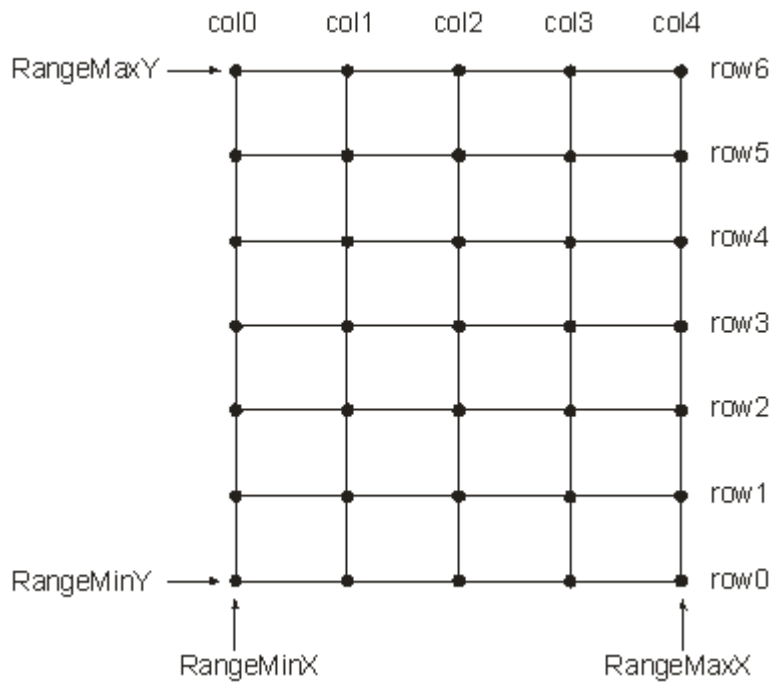 col0 col1 col2 col3 col4
RangeMaxY row6
row5
row4
row3
row2
row1
RangeMinY row0
RangeMinX RangeMaxX